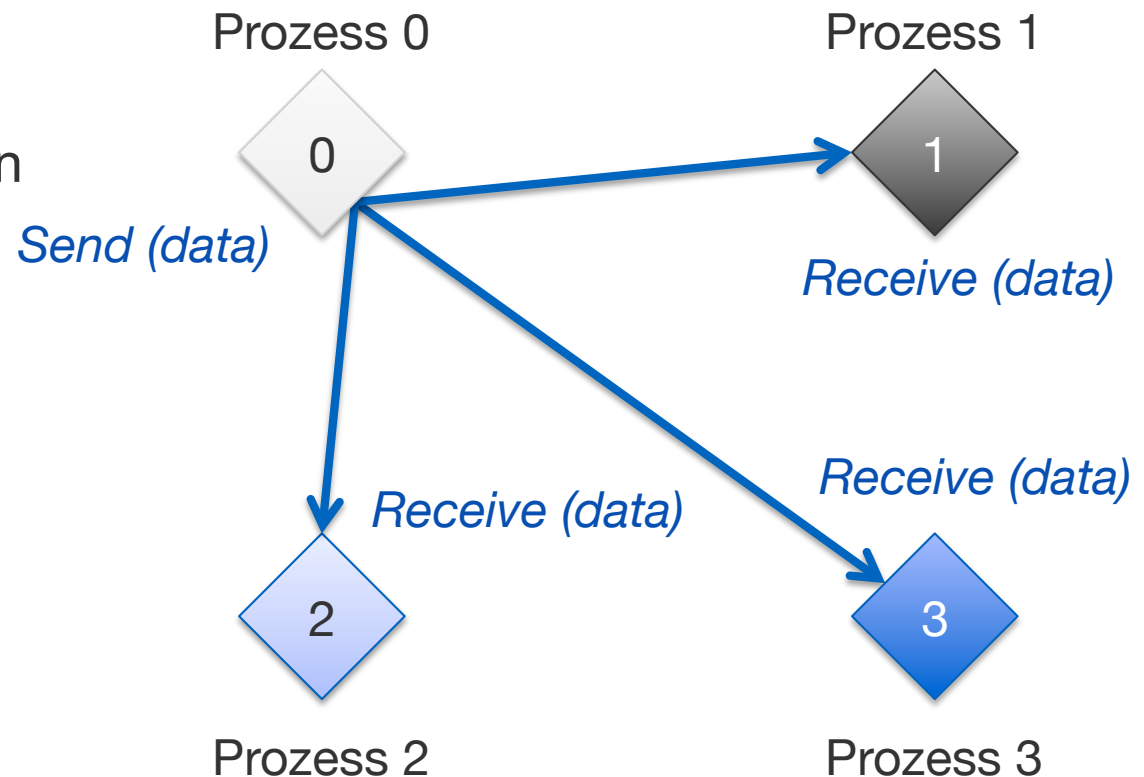 Prozess 0
Prozess 1
0
1
n
Send (data)
Receive (data)
Receive (data)
Receive (data)
2
3
Prozess 2
Prozess 3